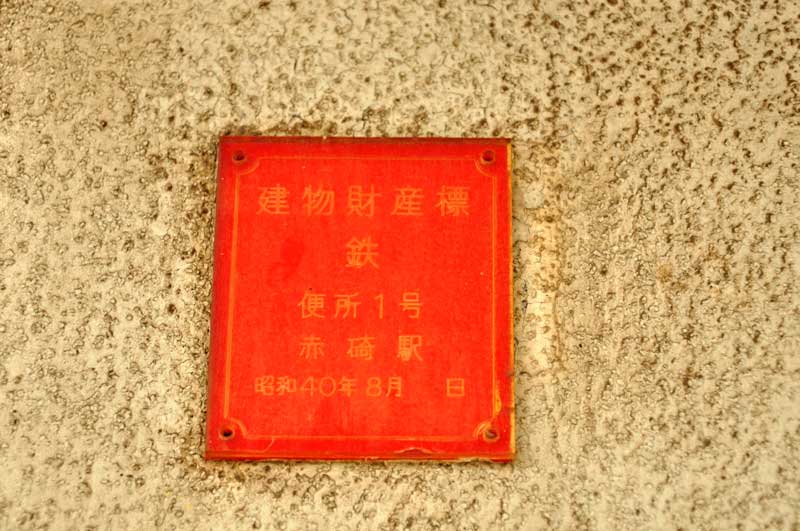 建物財産標
鉄
便所1号
赤碕駅
昭和40年8月 日